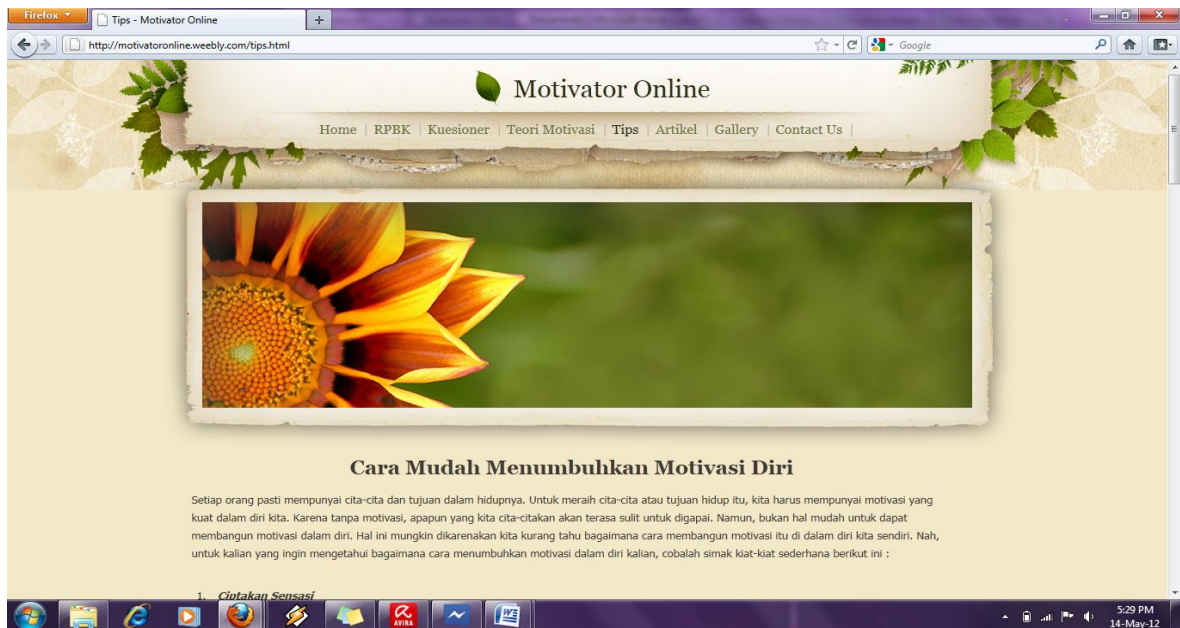 Firefox
Tips - Motivator Online
http://motivatoronline.weebly.com/tips.html
Google
Motivator Online
Home | RPBK | Kuesioner | Teori Motivasi | Tips | Artikel | Gallery | Contact Us |
Cara Mudah Menumbuhkan Motivasi Diri
Setiap orang pasti mempunyai cita-cita dan tujuan dalam hidupnya. Untuk meraih cita-cita atau tujuan hidup itu, kita harus mempunyai motivasi yang
kuat dalam diri kita. Karena tanpa motivasi, apapun yang kita cita-citakan akan terasa sulit untuk digapai. Namun, bukan hal mudah untuk dapat
membangun motivasi dalam diri. Hal ini mungkin dikarenakan kita kurang tahu bagaimana cara membangun motivasi itu di dalam diri kita sendiri. Nah,
untuk kalian yang ingin mengetahui bagaimana cara menumbuhkan motivasi dalam diri kalian, cobalah simak kiat-kiat sederhana berikut ini :
1. Ciptakan Sensasi
AVIRA
5:29 PM
14-May-12